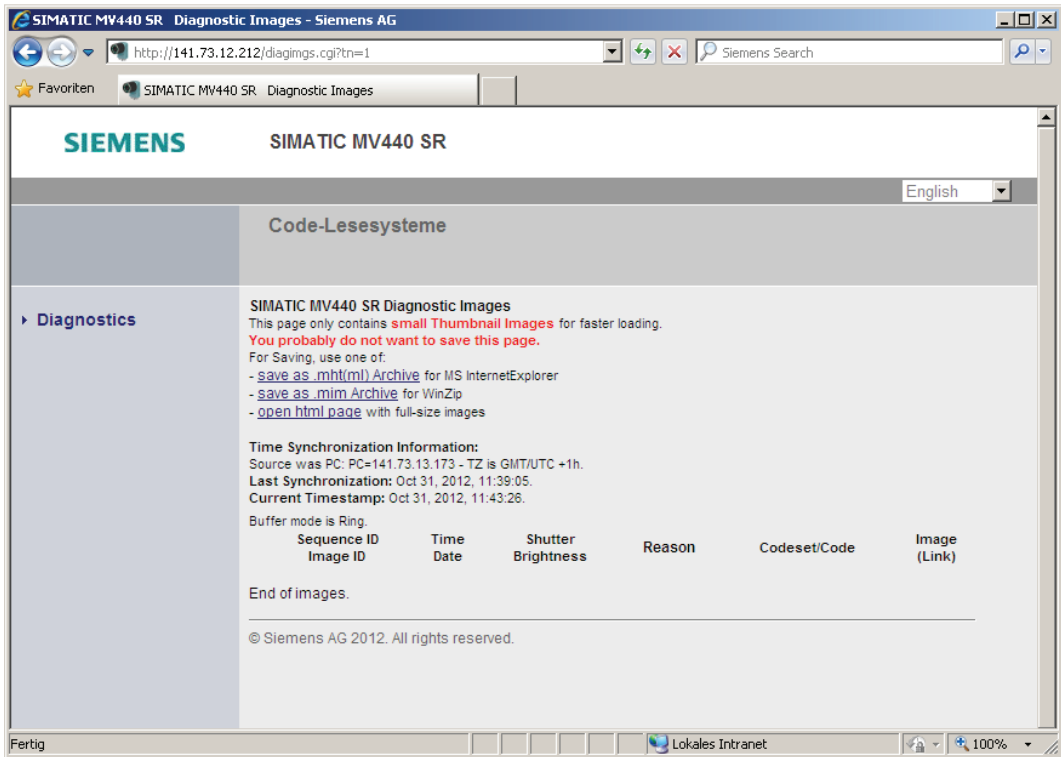 SIMATIC MV440 SR   Diagnostic Images - Siemens AG
http://141.73.12.212/diagimgs.cgi?tn=1
Siemens Search
Favoriten
SIMATIC MV440 SR   Diagnostic Images
SIEMENS
SIMATIC MV440 SR
English
Code-Lesesysteme
Diagnostics
SIMATIC MV440 SR Diagnostic Images
This page only contains small Thumbnail Images for faster loading.
You probably do not want to save this page.
For Saving, use one of:
- save as .mht(ml) Archive for MS InternetExplorer
- save as .mim Archive for WinZip
- open html page with full-size images
Time Synchronization Information:
Source was PC: PC=141.73.13.173 - TZ is GMT/UTC +1h.
Last Synchronization: Oct 31, 2012, 11:39:05.
Current Timestamp: Oct 31, 2012, 11:43:26.
Buffer mode is Ring.
Sequence ID Time Shutter Reason Codeset/Code Image
Image ID Date Brightness (Link)
End of images.
© Siemens AG 2012. All rights reserved.
Fertig
Lokales Intranet
100%